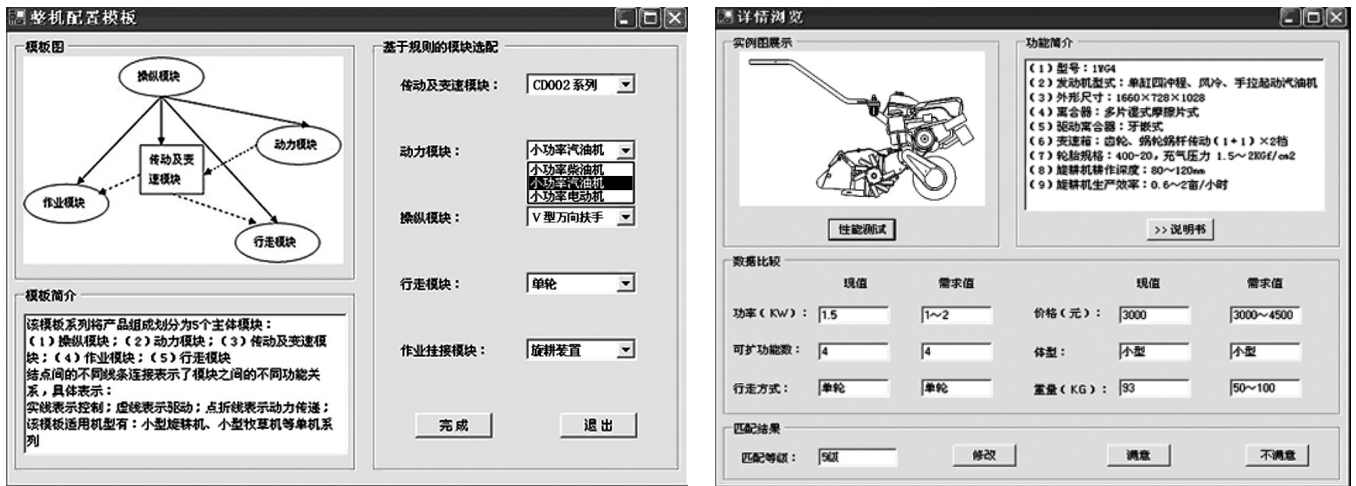 整机配置模板
模板图
操纵模块
动力模块
传动及变
速模块
作业模块
行走模块
模板简介
该模板系列将产品组成划分为5个主体模块：
(1)操纵模块；(2)动力模块；(3)传动及变速模
块；(4)作业模块；(5)行走模块
结点间的不同线条连接表示了模块之间的不同功能关
系，具体表示：
实线表示控制；虚线表示驱动；点折线表示动力传递；
该模板适用机型有：小型旋耕机、小型牧草机等单机系
列
基于规则的模块选配
传动及变速模块： CD002系列
动力模块： 小功率汽油机
小功率柴油机
小功率汽油机
小功率电动机
操纵模块： V型万向扶手
行走模块： 单轮
作业挂接模块： 旋耕装置
完成 退出
详情浏览
实例图展示
性能测试
功能简介
(1)型号：1WG4
(2)发动机型式：单缸四冲程、风冷、手拉起动汽油机
(3)外形尺寸：1660×728×1028
(4)离合器：多片湿式摩擦片式
(5)驱动离合器：牙嵌式
(6)变速箱：齿轮、蜗轮蜗杆传动(1+1)×2档
(7)轮胎规格：400-20，充气压力 1.5～2KGf/cm2
(8)旋耕机耕作深度：80～120mm
(9)旋耕机生产效率：0.6～2亩/小时
>>说明书
数据比较
现值 需求值 现值 需求值
功率(KW)： 1.5 1～2 价格(元)： 3000 3000～4500
可扩功能数： 4 4 体型： 小型 小型
行走方式： 单轮 单轮 重量(KG)： 93 50～100
匹配结果
匹配等级： 5级 修改 满意 不满意